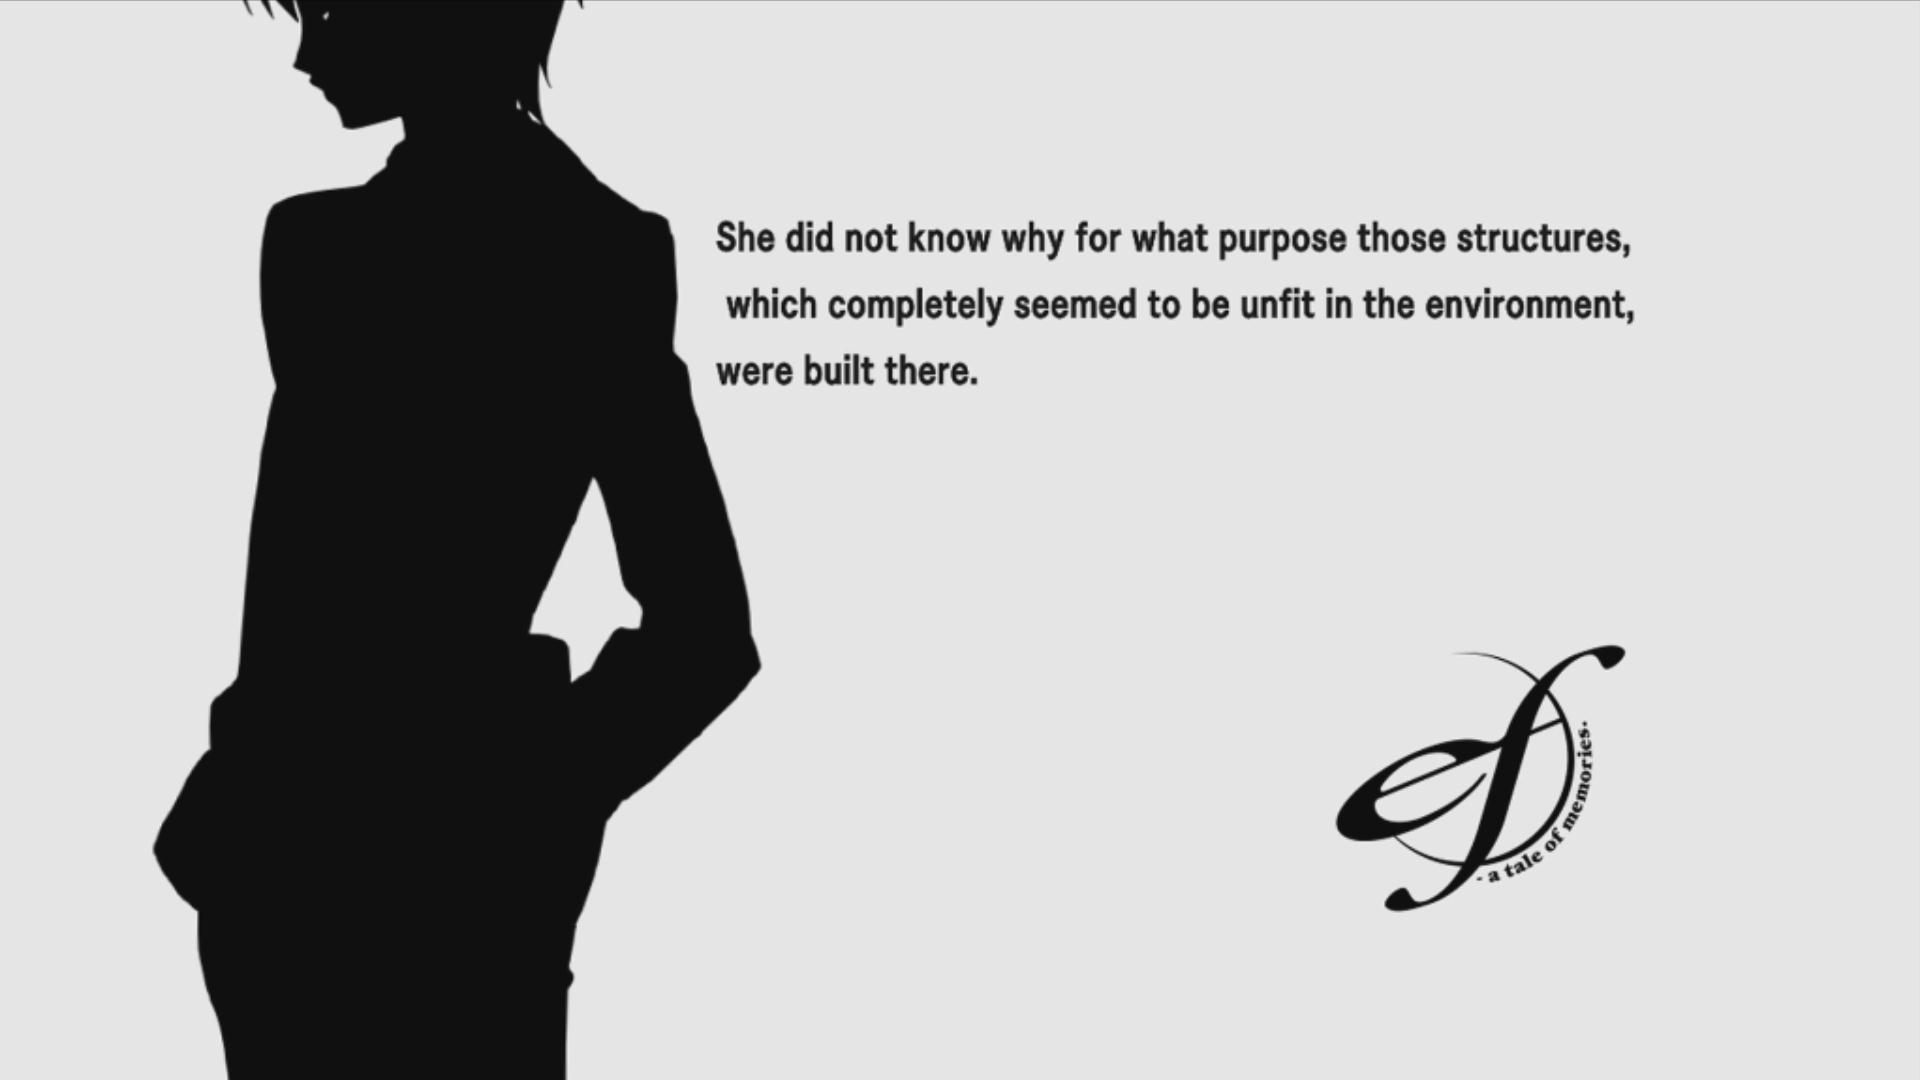 She did not know why for what purpose those structures,
which completely seemed to be unfit in the environment,
were built there.
ef
- a tale of memories.